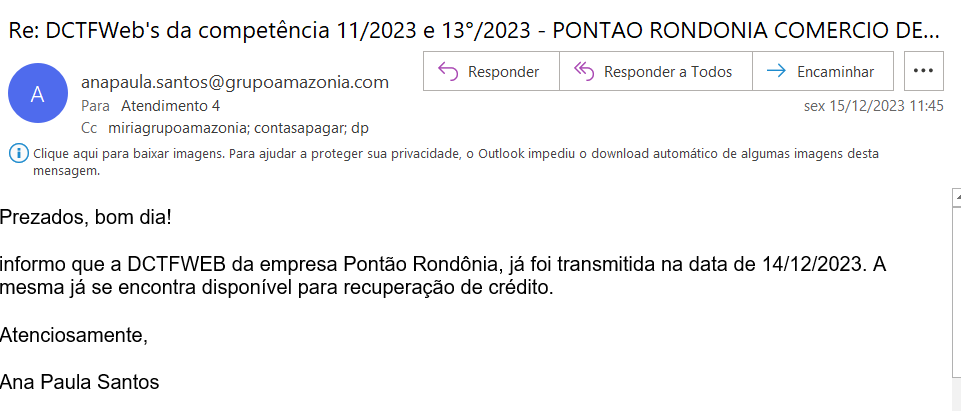 Re: DCTFWeb's da competência 11/2023 e 13°/2023 - PONTAO RONDONIA COMERCIO DE...
A
anapaula.santos@grupoamazonia.com
Responder
Responder a Todos
Encaminhar
...
Para Atendimento 4
sex 15/12/2023 11:45
Cc miriagrupoamazonia; contasapagar; dp
Clique aqui para baixar imagens. Para ajudar a proteger sua privacidade, o Outlook impediu o download automático de algumas imagens desta
mensagem.
Prezados, bom dia!
informo que a DCTFWEB da empresa Pontão Rondônia, já foi transmitida na data de 14/12/2023. A
mesma já se encontra disponível para recuperação de crédito.
Atenciosamente,
Ana Paula Santos